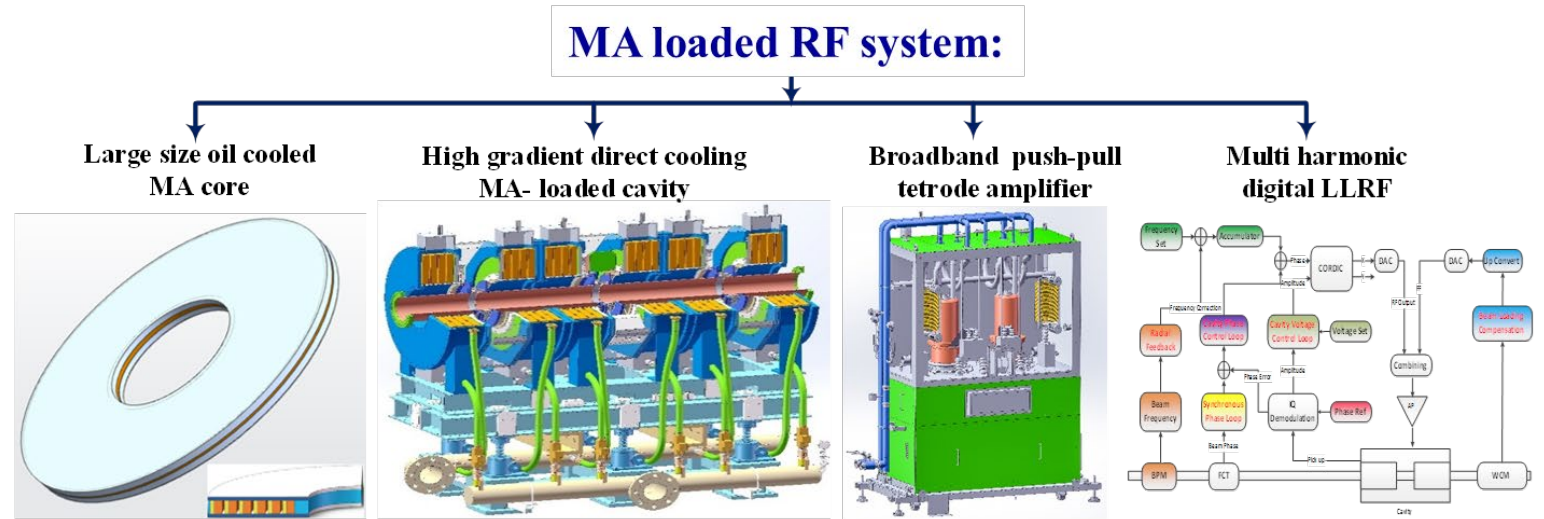 MA loaded RF system:
Large size oil cooled
MA core
High gradient direct cooling
MA- loaded cavity
Broadband push-pull
tetrode amplifier
Multi harmonic
digital LLRF
Frequency
Set
Accumulator
Phase
Amplitude
CORDIC
DAC
DAC
Up Convert
RF Output
Frequency Correction
Radial
Feedback
Control Loop
Cavity Voltage
Control Loop
Voltage Set
Beam Loading
Compensation
Combining
Phase Error
Amplitude
Beam
Frequency
Synchronous
Phase Loop
IQ
Demodulation
Phase Ref
Beam Phase
Pick up
BPM
FCT
WCM
Cavity